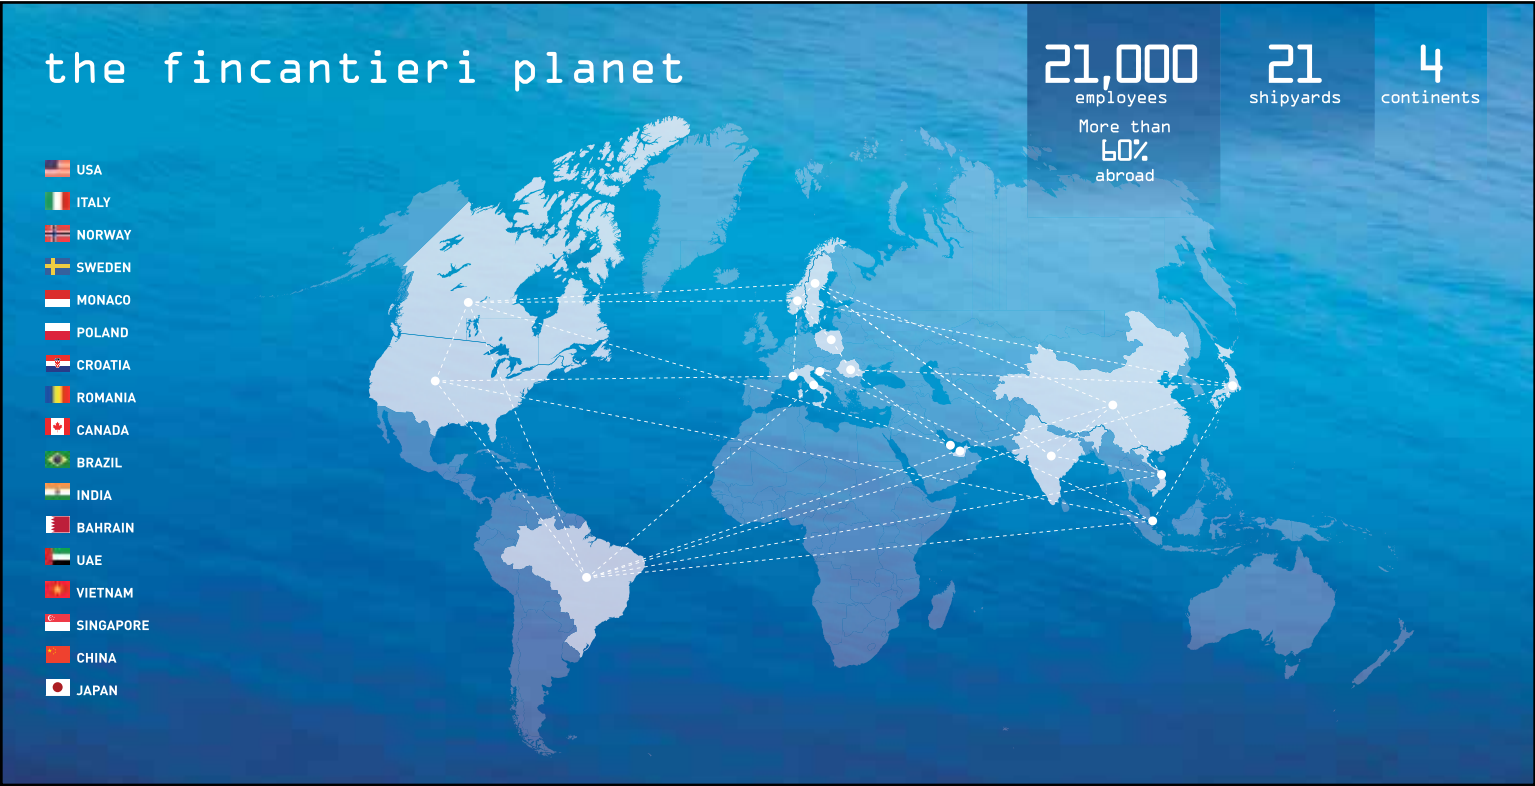 the fincantieri planet
21,000
employees
More than
60%
abroad
21
shipyards
4
continents
USA
ITALY
NORWAY
SWEDEN
MONACO
POLAND
CROATIA
ROMANIA
CANADA
BRAZIL
INDIA
BAHRAIN
UAE
VIETNAM
SINGAPORE
CHINA
JAPAN